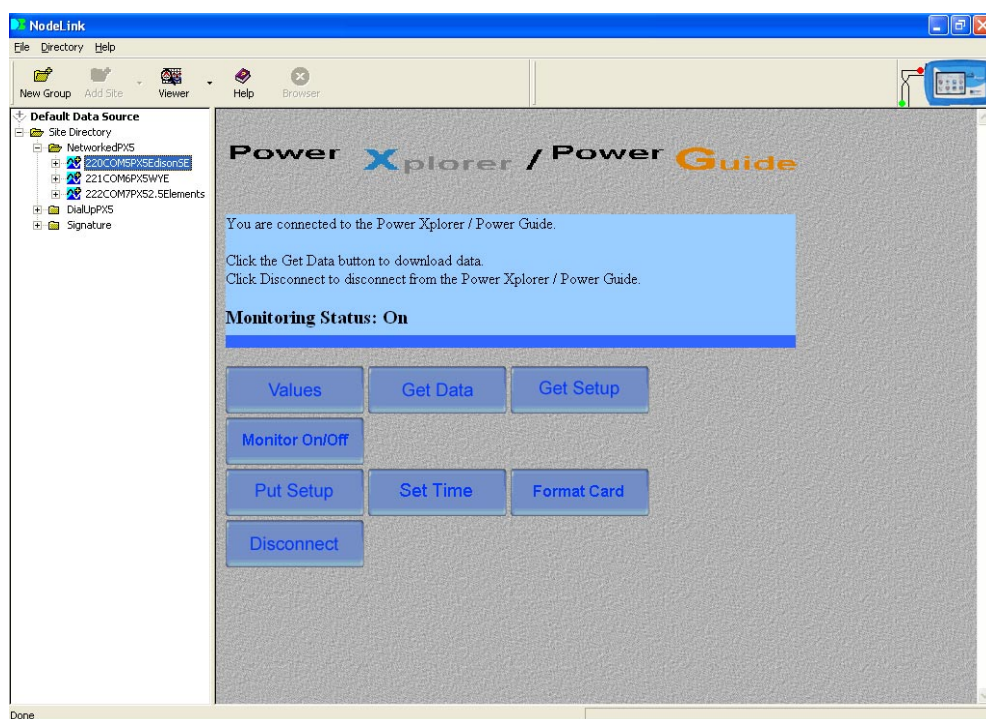 NodeLink
File Directory Help
New Group Add Site Viewer Help Browser
Default Data Source
Site Directory
NetworkedPX5
220COM5PX5EdisonSE
221COM6PX5WYE
222COM7PX52.5Elements
DialUpPX5
Signature
Power Xplorer / Power Guide
You are connected to the Power Xplorer / Power Guide.
Click the Get Data button to download data.
Click Disconnect to disconnect from the Power Xplorer / Power Guide.
Monitoring Status: On
Values Get Data Get Setup
Monitor On/Off
Put Setup Set Time Format Card
Disconnect
Done